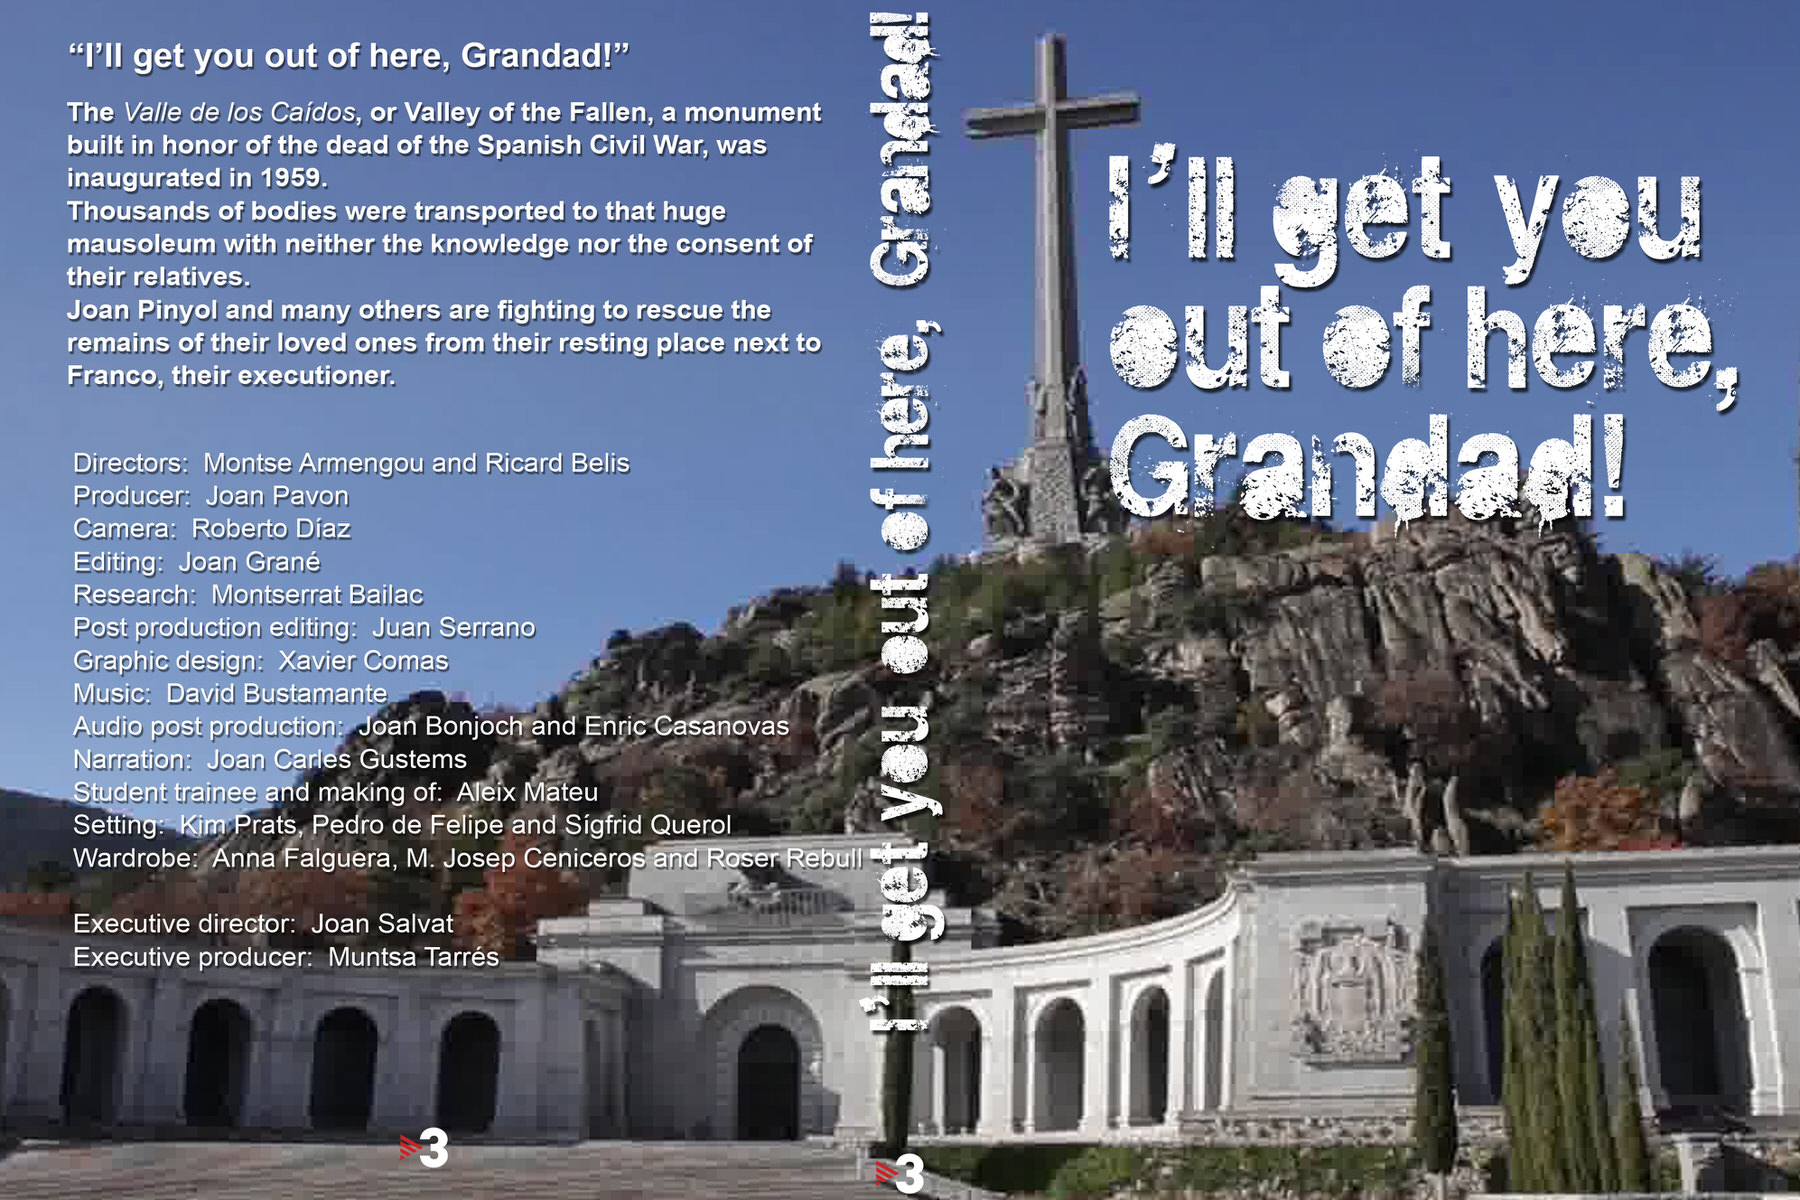 “I’ll get you out of here, Grandad!”
The Valle de los Caídos, or Valley of the Fallen, a monument
built in honor of the dead of the Spanish Civil War, was
inaugurated in 1959.
Thousands of bodies were transported to that huge
mausoleum with neither the knowledge nor the consent of
their relatives.
Joan Pinyol and many others are fighting to rescue the
remains of their loved ones from their resting place next to
Franco, their executioner.
Directors: Montse Armengou and Ricard Belis
Producer: Joan Pavon
Camera: Roberto Díaz
Editing: Joan Grané
Research: Montserrat Bailac
Post production editing: Juan Serrano
Graphic design: Xavier Comas
Music: David Bustamante
Audio post production: Joan Bonjoch and Enric Casanovas
Narration: Joan Carles Gustems
Student trainee and making of: Aleix Mateu
Setting: Kim Prats, Pedro de Felipe and Sígfrid Querol
Wardrobe: Anna Falguera, M. Josep Ceniceros and Roser Rebull
Executive director: Joan Salvat
Executive producer: Muntsa Tarrés
3
I’ll get you out of here, Grandad!
3
I’ll get you
out of here,
Grandad!